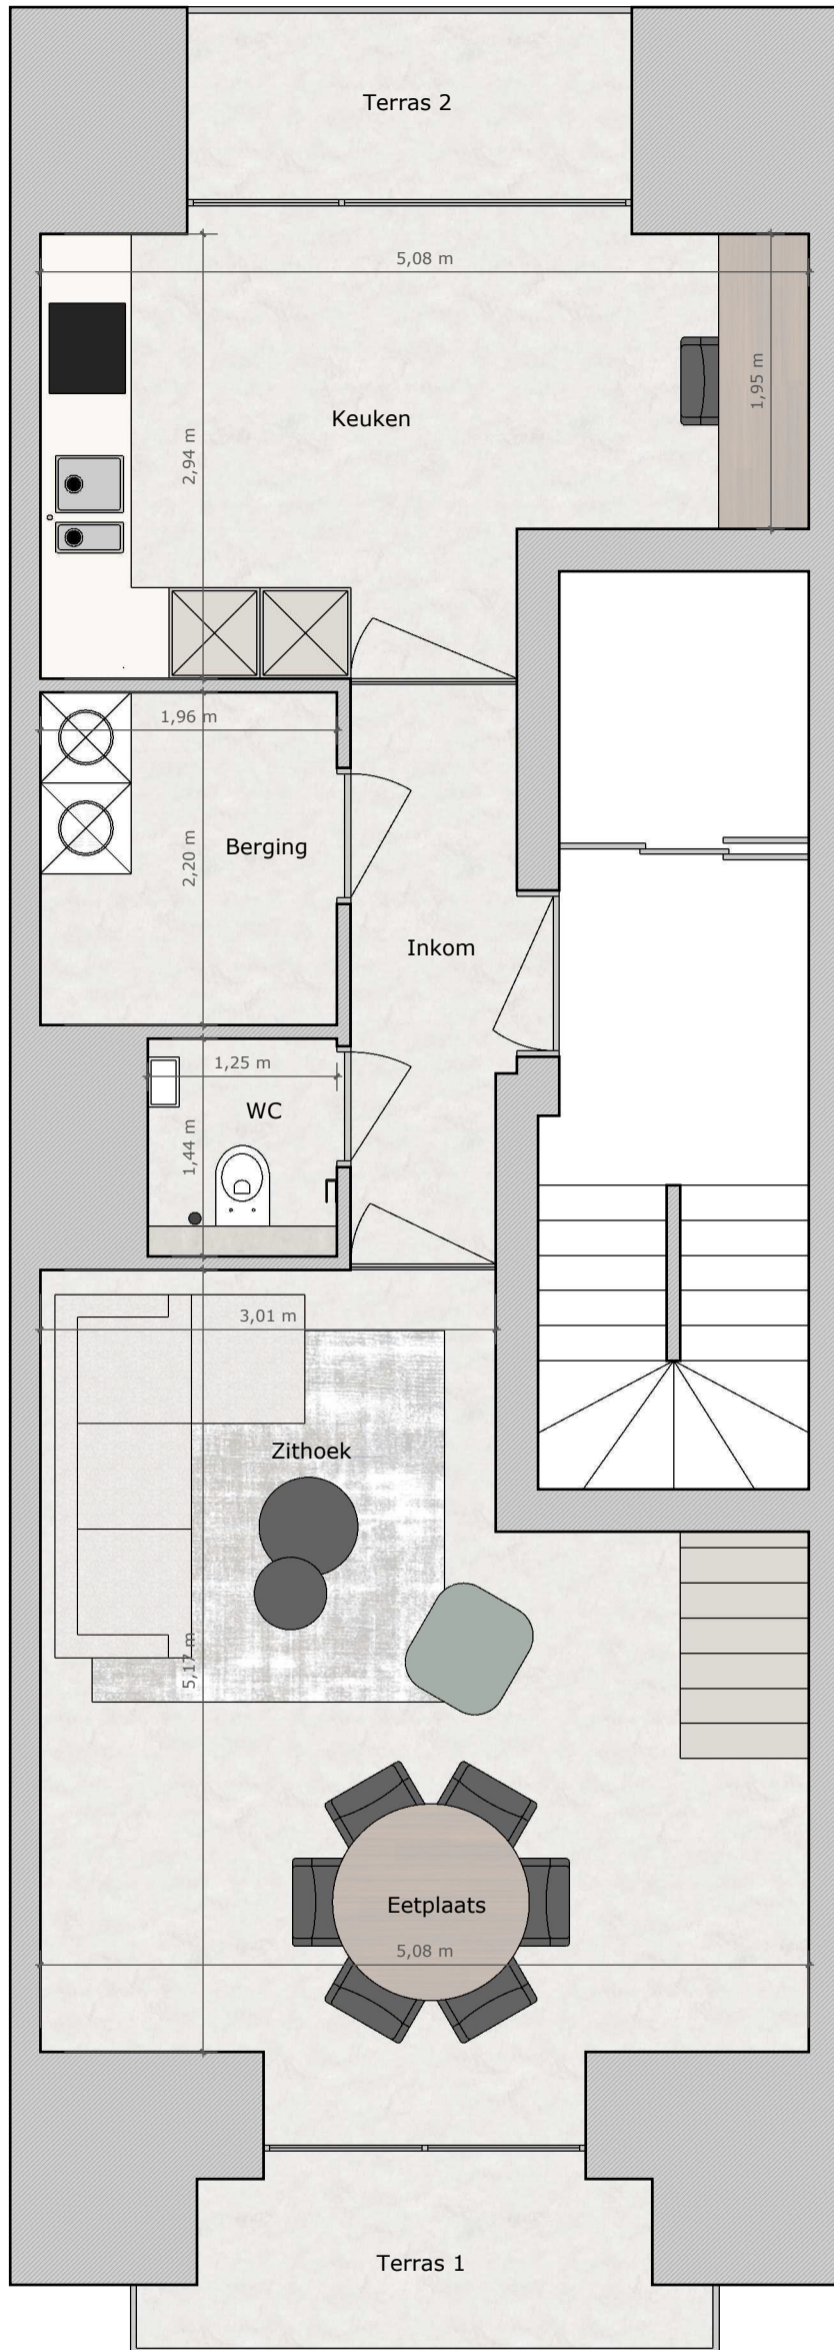 Terras 2
5,08 m
1,95 m
Keuken
2,94 m
1,96 m
2,20 m
Berging
Inkom
1,25 m
WC
1,44 m
3,01 m
Zithoek
5,17 m
Eetplaats
5,08 m
Terras 1